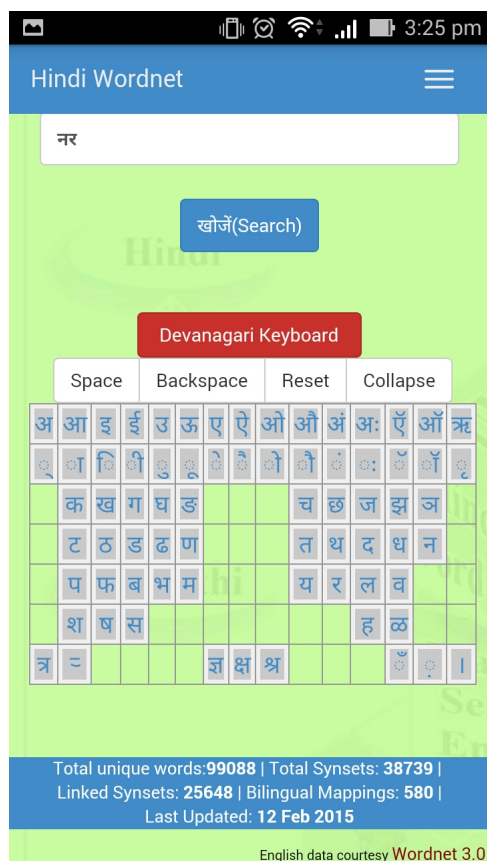 3:25 pm
Hindi Wordnet
नर
खोजें(Search)
Hindi
Devanagari Keyboard
Space Backspace Reset Collapse
अ आ इ ई उ ऊ ए ऐ ओ औ अं अः ऍ ऑ ऋ
् ा ि ी ु ू े ै ो ौ ं ः ॅ ॉ ृ
क ख ग घ ङ च छ ज झ ञ
ट ठ ड ढ ण त थ द ध न
प फ ब भ म य र ल व
श ष स ह ळ
त्र ज्ञ क्ष श्र ँ ़ ।
Total unique words:99088 | Total Synsets: 38739 |
Linked Synsets: 25648 | Bilingual Mappings: 580 |
Last Updated: 12 Feb 2015
English data courtesy Wordnet 3.0